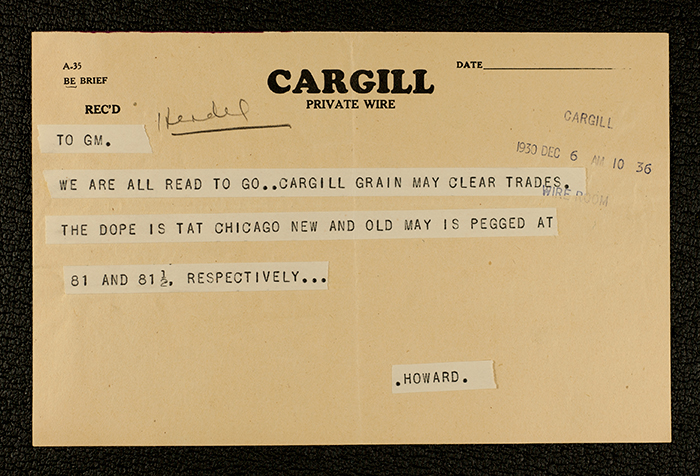 A-35
BE BRIEF
CARGILL
PRIVATE WIRE
DATE
REC'D
CARGILL
1930 DEC 6 AM 10 36
WIRE ROOM
TO GM.
WE ARE ALL READ TO GO..CARGILL GRAIN MAY CLEAR TRADES.
THE DOPE IS TAT CHICAGO NEW AND OLD MAY IS PEGGED AT
81 AND 81½, RESPECTIVELY...
.HOWARD.